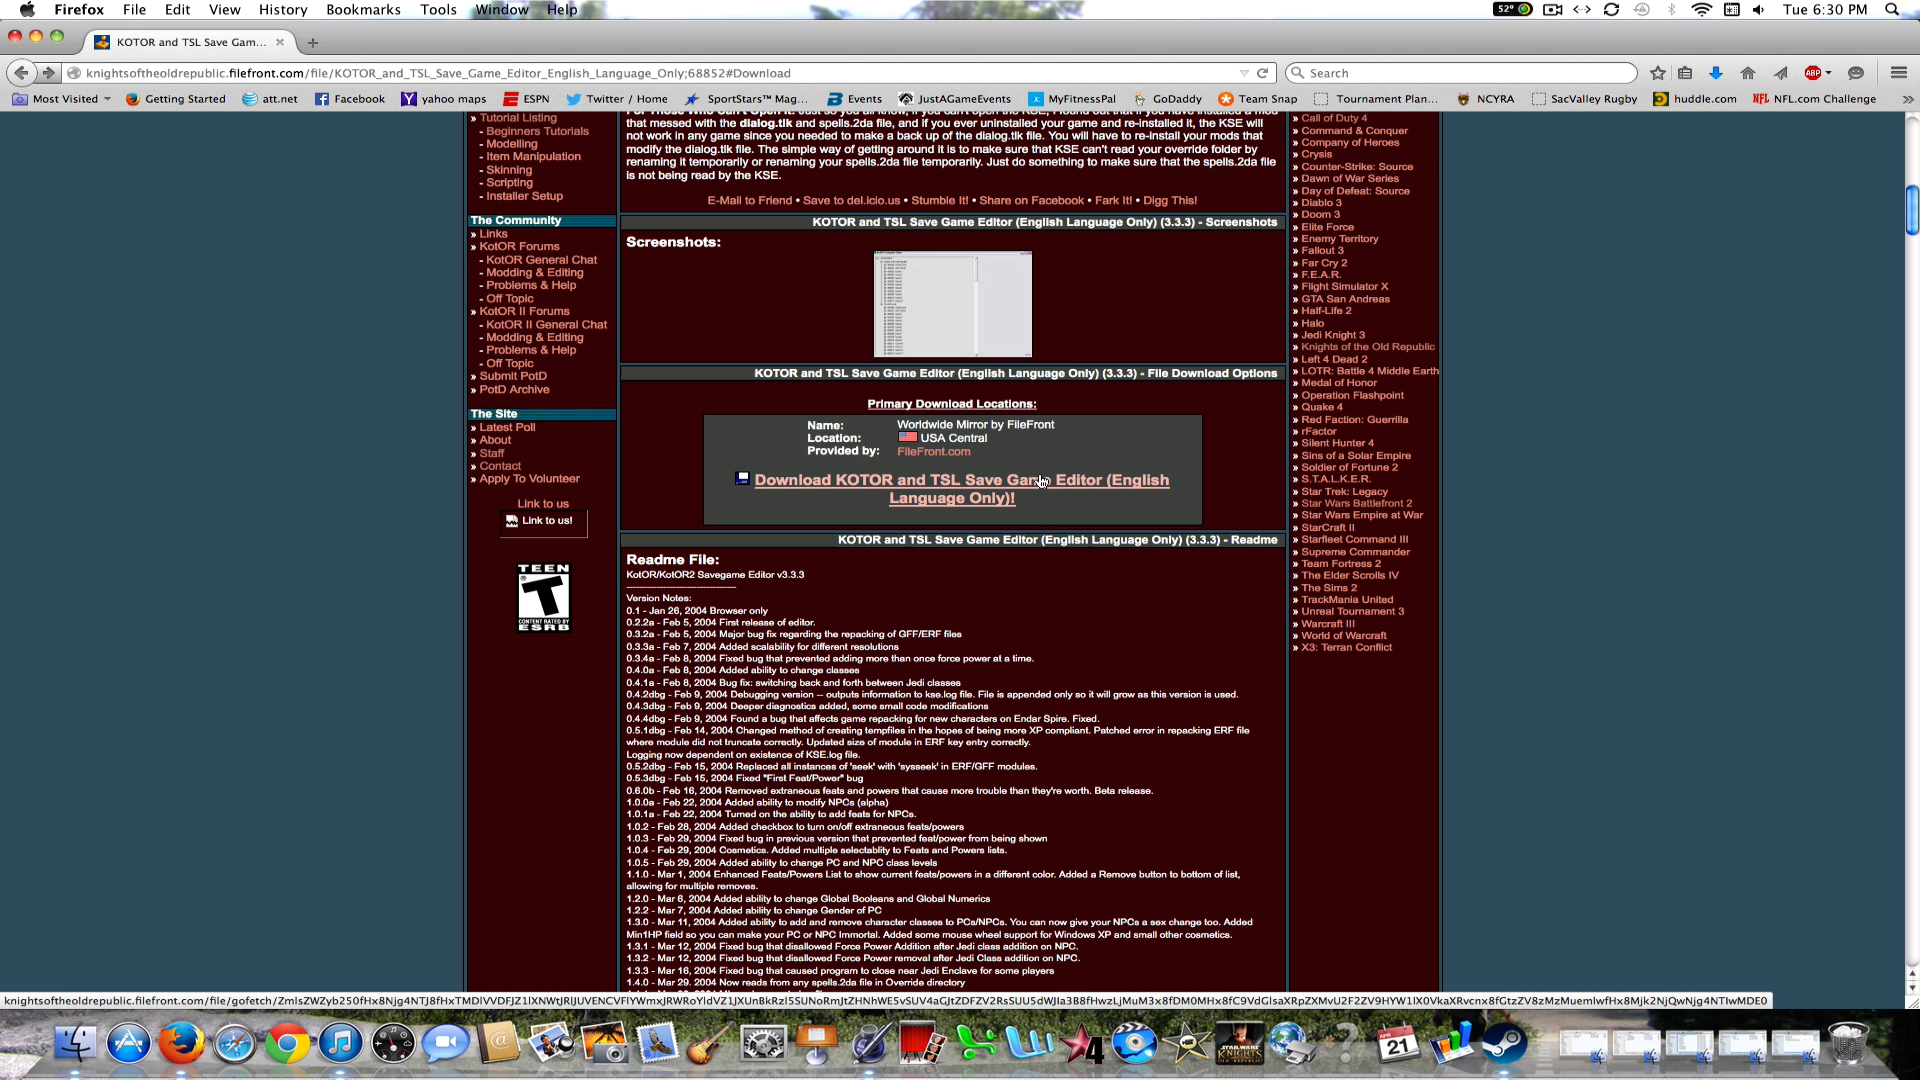 Firefox File Edit View History Bookmarks Tools Window Help
52° Tue 6:30 PM
KOTOR and TSL Save Gam...
knightsoftheoldrepublic.filefront.com/file/KOTOR_and_TSL_Save_Game_Editor_English_Language_Only;68852#Download
Search
ABP
Most Visited Getting Started att.net Facebook yahoo maps ESPN Twitter / Home SportStars™ Mag... Events JustAGameEvents MyFitnessPal GoDaddy Team Snap Tournament Plan... NCYRA SacValley Rugby huddle.com NFL.com Challenge
» Tutorial Listing
- Beginners Tutorials
- Modelling
- Item Manipulation
- Skinning
- Scripting
- Installer Setup
The Community
» Links
» KotOR Forums
- KotOR General Chat
- Modding & Editing
- Problems & Help
- Off Topic
» KotOR II Forums
- KotOR II General Chat
- Modding & Editing
- Problems & Help
- Off Topic
» Submit PotD
» PotD Archive
The Site
» Latest Poll
» About
» Staff
» Contact
» Apply To Volunteer
Link to us
Link to us!
TEEN
T
CONTENT RATED BY
ESRB
that messed with the dialog.tlk and spells.2da file, and if you ever uninstalled your game and re-installed it, the KSE will
not work in any game since you needed to make a back up of the dialog.tlk file. You will have to re-install your mods that
modify the dialog.tlk file. The simple way of getting around it is to make sure that KSE can't read your override folder by
renaming it temporarily or renaming your spells.2da file temporarily. Just do something to make sure that the spells.2da file
is not being read by the KSE.
E-Mail to Friend • Save to del.icio.us • Stumble It! • Share on Facebook • Fark It! • Digg This!
KOTOR and TSL Save Game Editor (English Language Only) (3.3.3) - Screenshots
Screenshots:
KOTOR and TSL Save Game Editor (English Language Only) (3.3.3) - File Download Options
Primary Download Locations:
Name: Worldwide Mirror by FileFront
Location: USA Central
Provided by: FileFront.com
Download KOTOR and TSL Save Game Editor (English
Language Only)!
KOTOR and TSL Save Game Editor (English Language Only) (3.3.3) - Readme
Readme File:
KotOR/KotOR2 Savegame Editor v3.3.3
Version Notes:
0.1 - Jan 26, 2004 Browser only
0.2.2a - Feb 5, 2004 First release of editor.
0.3.2a - Feb 5, 2004 Major bug fix regarding the repacking of GFF/ERF files
0.3.3a - Feb 7, 2004 Added scalability for different resolutions
0.3.4a - Feb 8, 2004 Fixed bug that prevented adding more than once force power at a time.
0.4.0a - Feb 8, 2004 Added ability to change classes
0.4.1a - Feb 8, 2004 Bug fix: switching back and forth between Jedi classes
0.4.2dbg - Feb 9, 2004 Debugging version -- outputs information to kse.log file. File is appended only so it will grow as this version is used.
0.4.3dbg - Feb 9, 2004 Deeper diagnostics added, some small code modifications
0.4.4dbg - Feb 9, 2004 Found a bug that affects game repacking for new characters on Endar Spire. Fixed.
0.5.1dbg - Feb 14, 2004 Changed method of creating tempfiles in the hopes of being more XP compliant. Patched error in repacking ERF file
where module did not truncate correctly. Updated size of module in ERF key entry correctly.
Logging now dependent on existence of KSE.log file.
0.5.2dbg - Feb 15, 2004 Replaced all instances of 'seek' with 'sysseek' in ERF/GFF modules.
0.5.3dbg - Feb 15, 2004 Fixed "First Feat/Power" bug
0.6.0b - Feb 16, 2004 Removed extraneous feats and powers that cause more trouble than they're worth. Beta release.
1.0.0a - Feb 22, 2004 Added ability to modify NPCs (alpha)
1.0.1a - Feb 22, 2004 Turned on the ability to add feats for NPCs.
1.0.2 - Feb 28, 2004 Added checkbox to turn on/off extraneous feats/powers
1.0.3 - Feb 29, 2004 Fixed bug in previous version that prevented feat/power from being shown
1.0.4 - Feb 29, 2004 Cosmetics. Added multiple selectablity to Feats and Powers lists.
1.0.5 - Feb 29, 2004 Added ability to change PC and NPC class levels
1.1.0 - Mar 1, 2004 Enhanced Feats/Powers List to show current feats/powers in a different color. Added a Remove button to bottom of list,
allowing for multiple removes.
1.2.0 - Mar 6, 2004 Added ability to change Global Booleans and Global Numerics
1.2.2 - Mar 7, 2004 Added ability to change Gender of PC
1.3.0 - Mar 11, 2004 Added ability to add and remove character classes to PCs/NPCs. You can now give your NPCs a sex change too. Added
Min1HP field so you can make your PC or NPC Immortal. Added some mouse wheel support for Windows XP and small other cosmetics.
1.3.1 - Mar 12, 2004 Fixed bug that disallowed Force Power Addition after Jedi class addition on NPC.
1.3.2 - Mar 12, 2004 Fixed bug that disallowed Force Power removal after Jedi Class addition on NPC.
1.3.3 - Mar 16, 2004 Fixed bug that caused program to close near Jedi Enclave for some players
1.4.0 - Mar 29. 2004 Now reads from any spells.2da file in Override directory
» Call of Duty 4
» Command & Conquer
» Company of Heroes
» Crysis
» Counter-Strike: Source
» Dawn of War Series
» Day of Defeat: Source
» Diablo 3
» Doom 3
» Elite Force
» Enemy Territory
» Fallout 3
» Far Cry 2
» F.E.A.R.
» Flight Simulator X
» GTA San Andreas
» Half-Life 2
» Halo
» Jedi Knight 3
» Knights of the Old Republic
» Left 4 Dead 2
» LOTR: Battle 4 Middle Earth
» Medal of Honor
» Operation Flashpoint
» Quake 4
» Red Faction: Guerrilla
» rFactor
» Silent Hunter 4
» Sins of a Solar Empire
» Soldier of Fortune 2
» S.T.A.L.K.E.R.
» Star Trek: Legacy
» Star Wars Battlefront 2
» Star Wars Empire at War
» StarCraft II
» Starfleet Command III
» Supreme Commander
» Team Fortress 2
» The Elder Scrolls IV
» The Sims 2
» TrackMania United
» Unreal Tournament 3
» Warcraft III
» World of Warcraft
» X3: Terran Conflict
APR
21